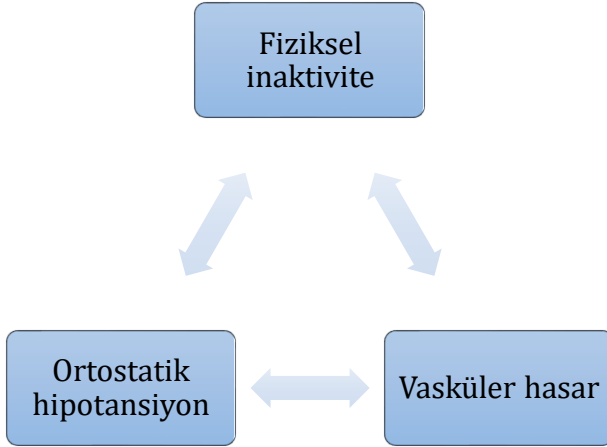 Fiziksel
inaktivite
Ortostatik
hipotansiyon
Vasküler hasar